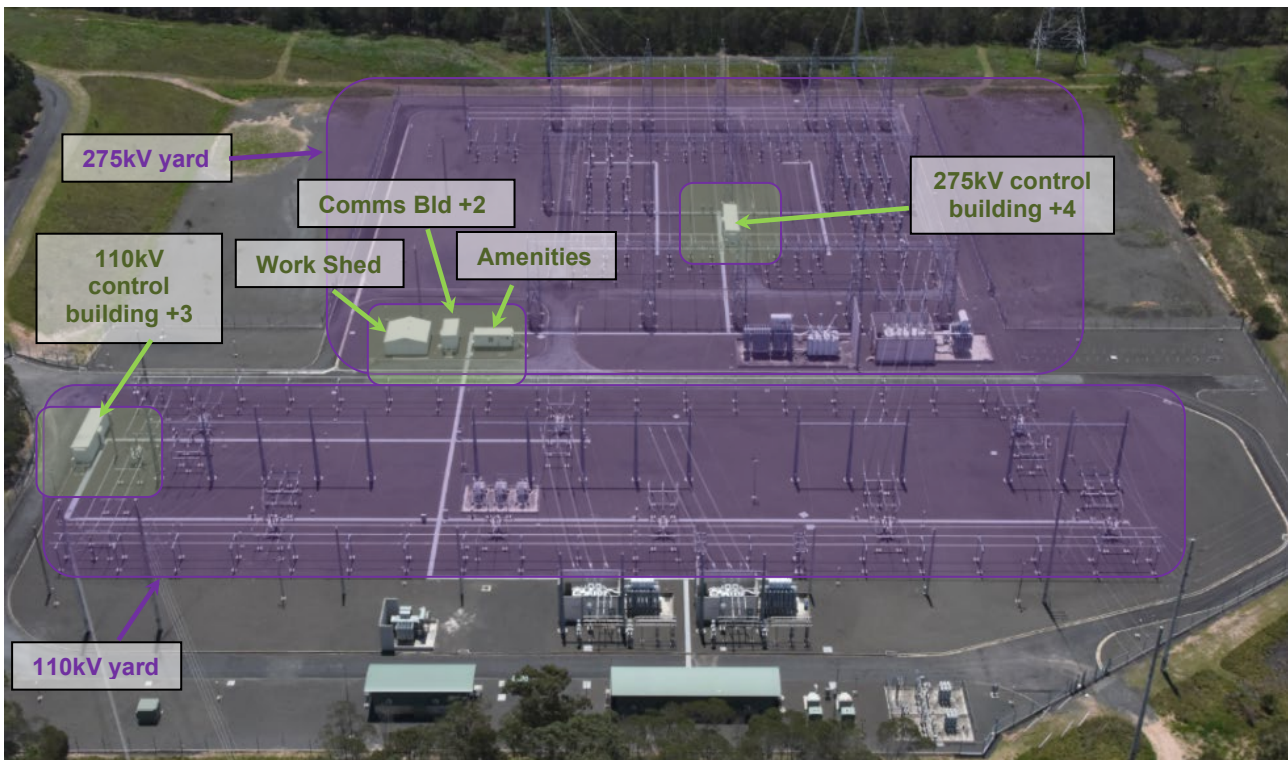 275kV yard
Comms Bld +2
275kV control
building +4
110kV
control
building +3
Work Shed
Amenities
110kV yard